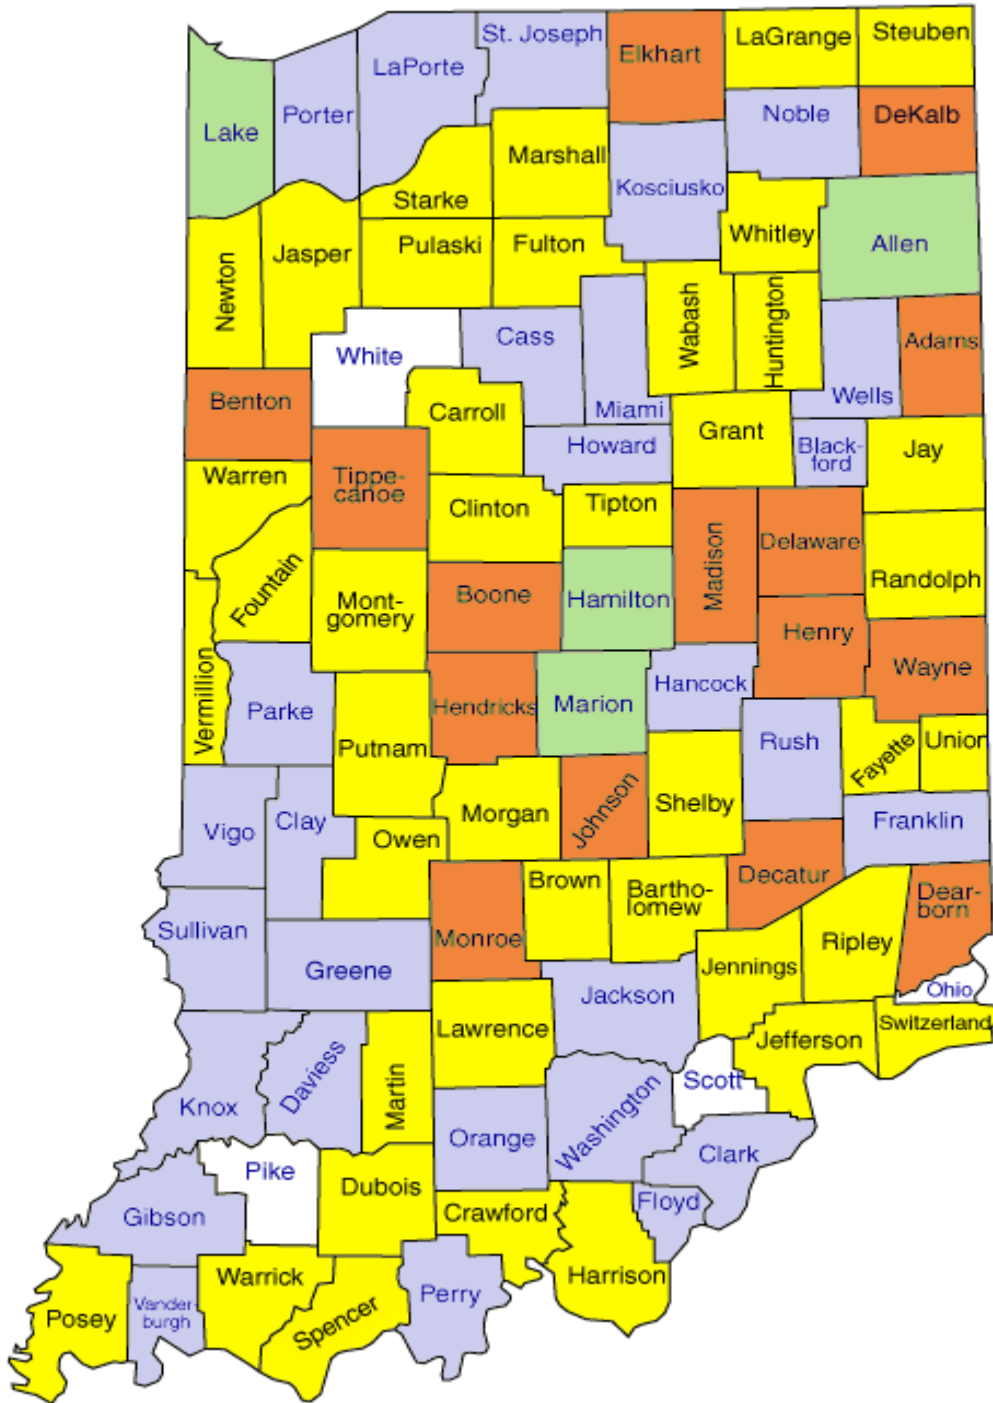 St. Joseph
LaPorte
Elkhart
LaGrange
Steuben
Lake
Porter
Noble
DeKalb
Marshall
Kosciusko
Starke
Pulaski
Fulton
Whitley
Allen
Newton
Jasper
Wabash
Huntington
White
Cass
Miami
Wells
Adams
Benton
Carroll
Howard
Grant
Black-
ford
Jay
Warren
Tippe-
canoe
Clinton
Tipton
Madison
Delaware
Randolph
Fountain
Mont-
gomery
Boone
Hamilton
Henry
Wayne
Vermillion
Parke
Hendricks
Marion
Hancock
Rush
Fayette
Union
Putnam
Vigo
Clay
Owen
Morgan
Johnson
Shelby
Franklin
Sullivan
Greene
Monroe
Brown
Bartho-
lomew
Decatur
Dear-
born
Jennings
Ripley
Ohio
Jackson
Lawrence
Switzerland
Jefferson
Knox
Daviess
Martin
Orange
Washington
Scott
Clark
Pike
Dubois
Gibson
Crawford
Floyd
Harrison
Posey
Vander-
burgh
Warrick
Spencer
Perry